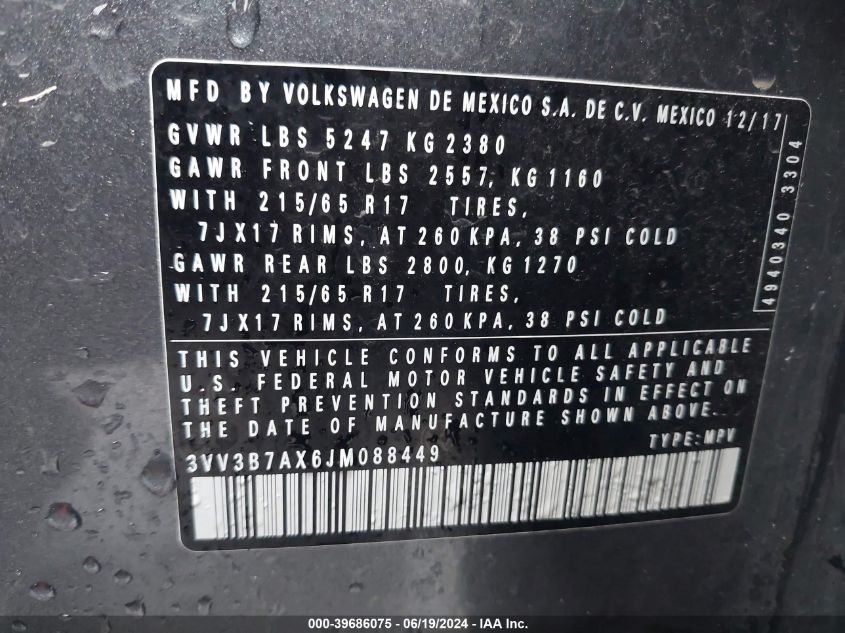 MFD BY VOLKSWAGEN DE MEXICO S.A. DE C.V. MEXICO 12/17
GVWR LBS 5247 KG 2380
GAWR FRONT LBS 2557, KG 1160
WITH 215/65 R17 TIRES,
7JX17 RIMS, AT 260 KPA, 38 PSI COLD
GAWR REAR LBS 2800, KG 1270
WITH 215/65 R17 TIRES,
7JX17 RIMS, AT 260 KPA, 38 PSI COLD
4940340 3304
THIS VEHICLE CONFORMS TO ALL APPLICABLE
U.S. FEDERAL MOTOR VEHICLE SAFETY AND
THEFT PREVENTION STANDARDS IN EFFECT ON
THE DATE OF MANUFACTURE SHOWN ABOVE.
3VV3B7AX6JM088449 TYPE: MPV
000-39686075 - 06/19/2024 - IAA Inc.